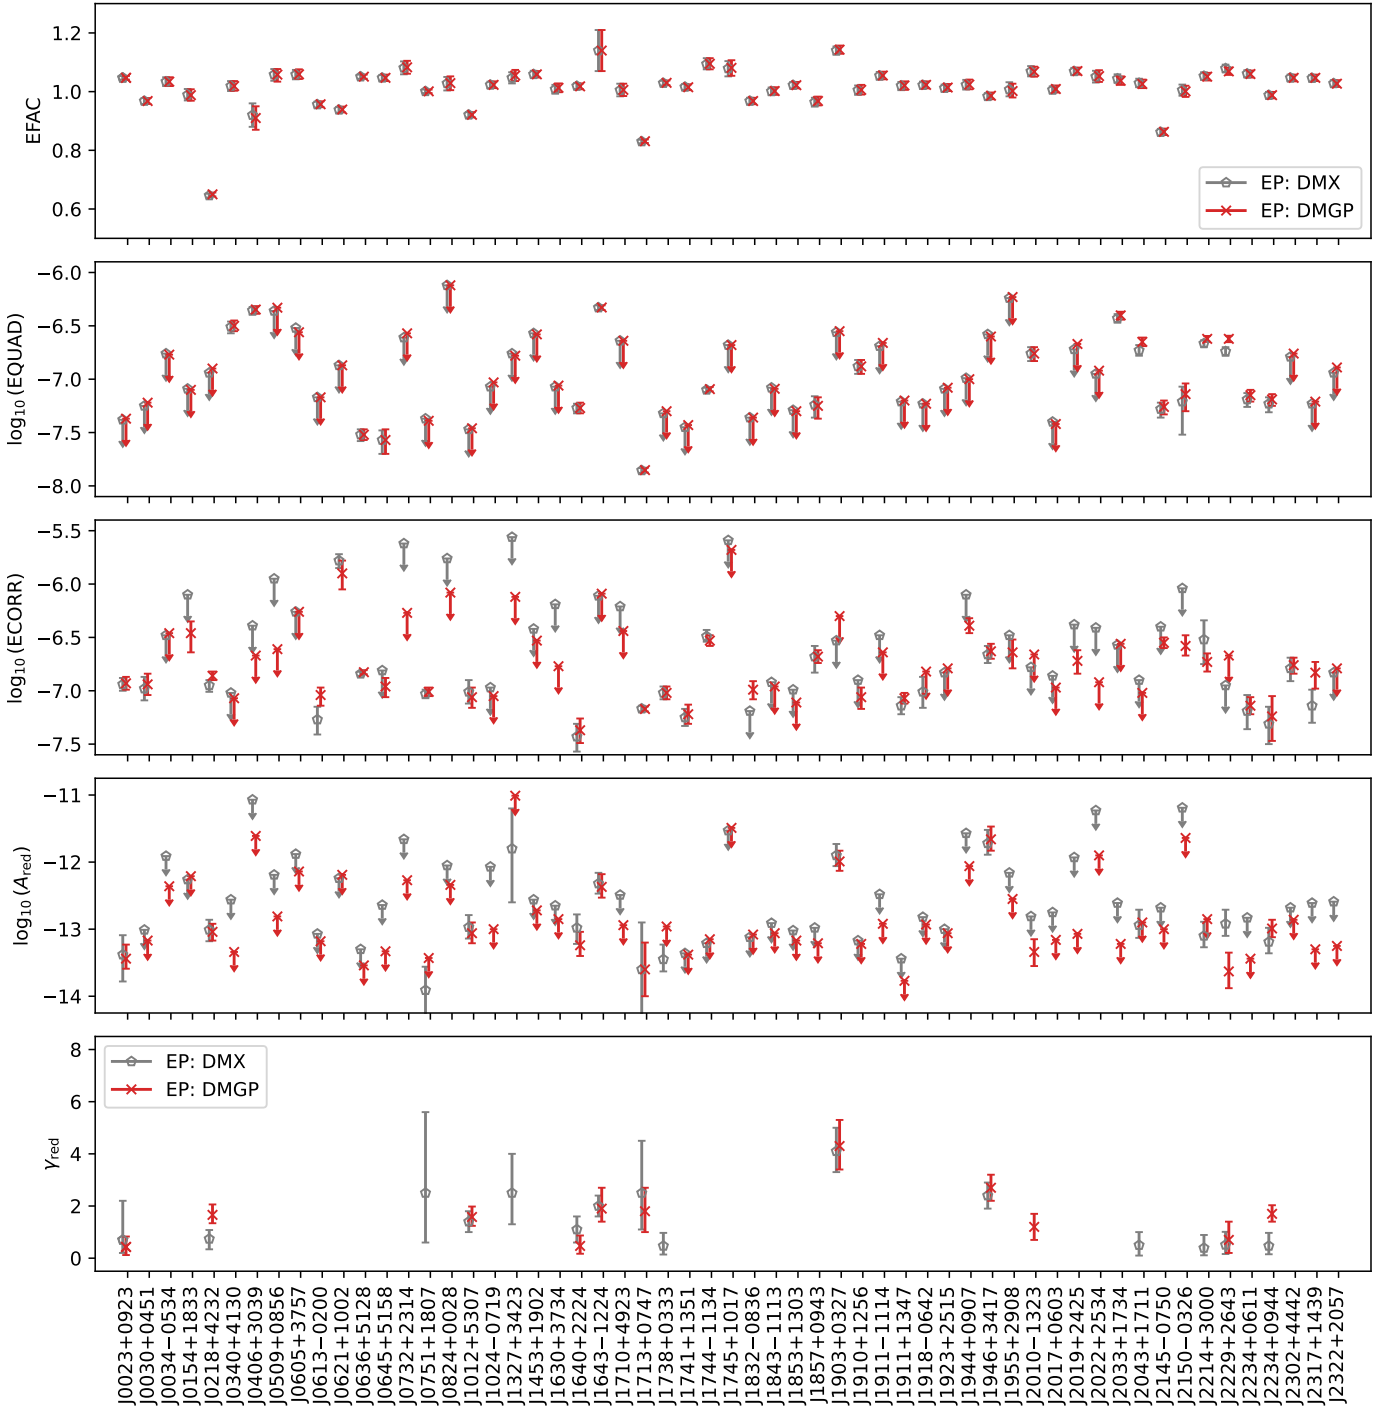 1.2
1.0
0.8
0.6
EFAC
EP: DMX
EP: DMGP
−6.0
−6.5
−7.0
−7.5
−8.0
log10 (EQUAD)
−5.5
−6.0
−6.5
−7.0
−7.5
log10 (ECORR)
−11
−12
−13
−14
log10 (Ared)
8
6
4
2
0
γred
EP: DMX
EP: DMGP
J0023+0923
J0030+0451
J0034−0534
J0154+1833
J0218+4232
J0340+4130
J0406+3039
J0509+0856
J0605+3757
J0613−0200
J0621+1002
J0636+5128
J0645+5158
J0732+2314
J0751+1807
J0824+0028
J1012+5307
J1024−0719
J1327+3423
J1453+1902
J1630+3734
J1640+2224
J1643−1224
J1710+4923
J1713+0747
J1738+0333
J1741+1351
J1744−1134
J1745+1017
J1832−0836
J1843−1113
J1853+1303
J1857+0943
J1903+0327
J1910+1256
J1911−1114
J1911+1347
J1918−0642
J1923+2515
J1944+0907
J1946+3417
J1955+2908
J2010−1323
J2017+0603
J2019+2425
J2022+2534
J2033+1734
J2043+1711
J2145−0750
J2150−0326
J2214+3000
J2229+2643
J2234+0611
J2234+0944
J2302+4442
J2317+1439
J2322+2057